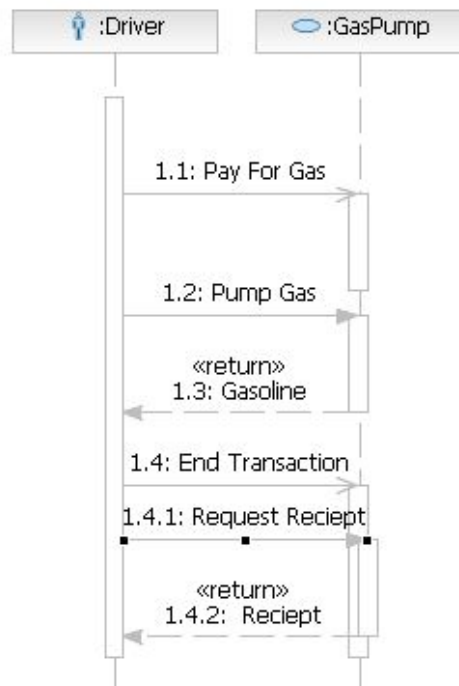 :Driver
:GasPump
1.1: Pay For Gas
1.2: Pump Gas
«return»
1.3: Gasoline
1.4: End Transaction
1.4.1: Request Reciept
«return»
1.4.2: Reciept